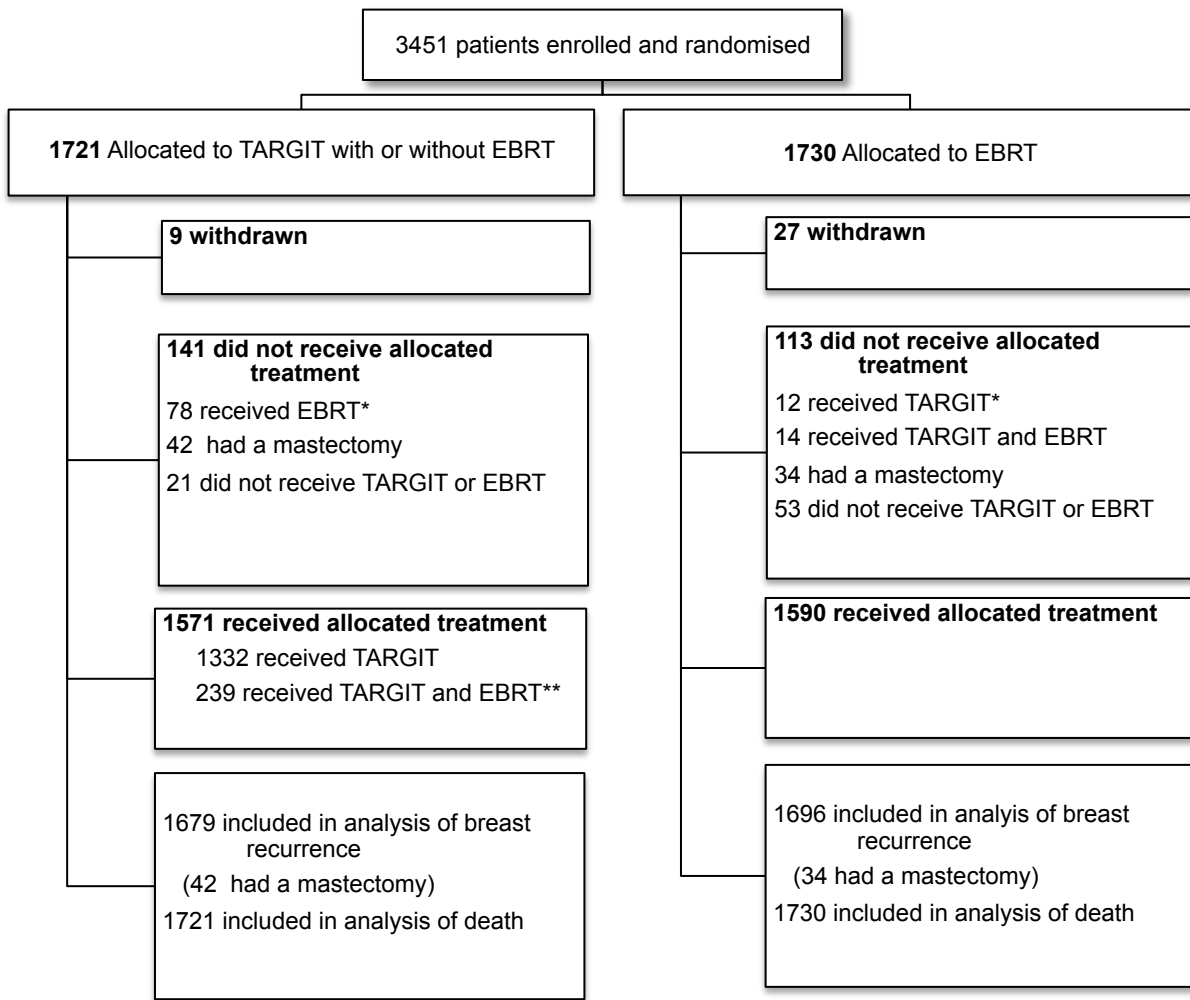 3451 patients enrolled and randomised
1721 Allocated to TARGIT with or without EBRT
9 withdrawn
141 did not receive allocated
treatment
78 received EBRT*
42 had a mastectomy
21 did not receive TARGIT or EBRT
1571 received allocated treatment
1332 received TARGIT
239 received TARGIT and EBRT**
1679 included in analysis of breast
recurrence
(42 had a mastectomy)
1721 included in analysis of death
1730 Allocated to EBRT
27 withdrawn
113 did not receive allocated
treatment
12 received TARGIT*
14 received TARGIT and EBRT
34 had a mastectomy
53 did not receive TARGIT or EBRT
1590 received allocated treatment
1696 included in analyis of breast
recurrence
(34 had a mastectomy)
1730 included in analysis of death